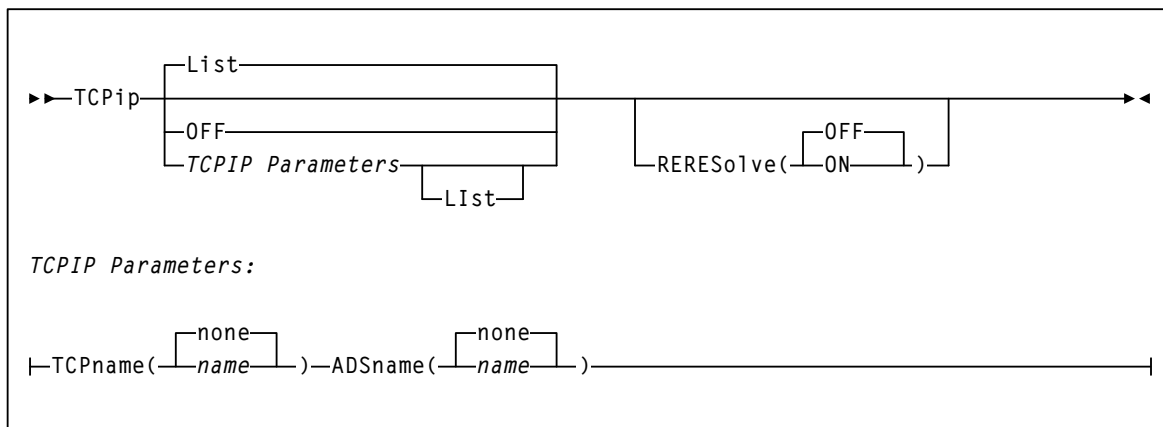 List
►►TCPip
OFF
TCPIP Parameters
LIst
OFF
RERESolve( ON )
►◄
TCPIP Parameters:
none none
TCPname( name ) ADSname( name )